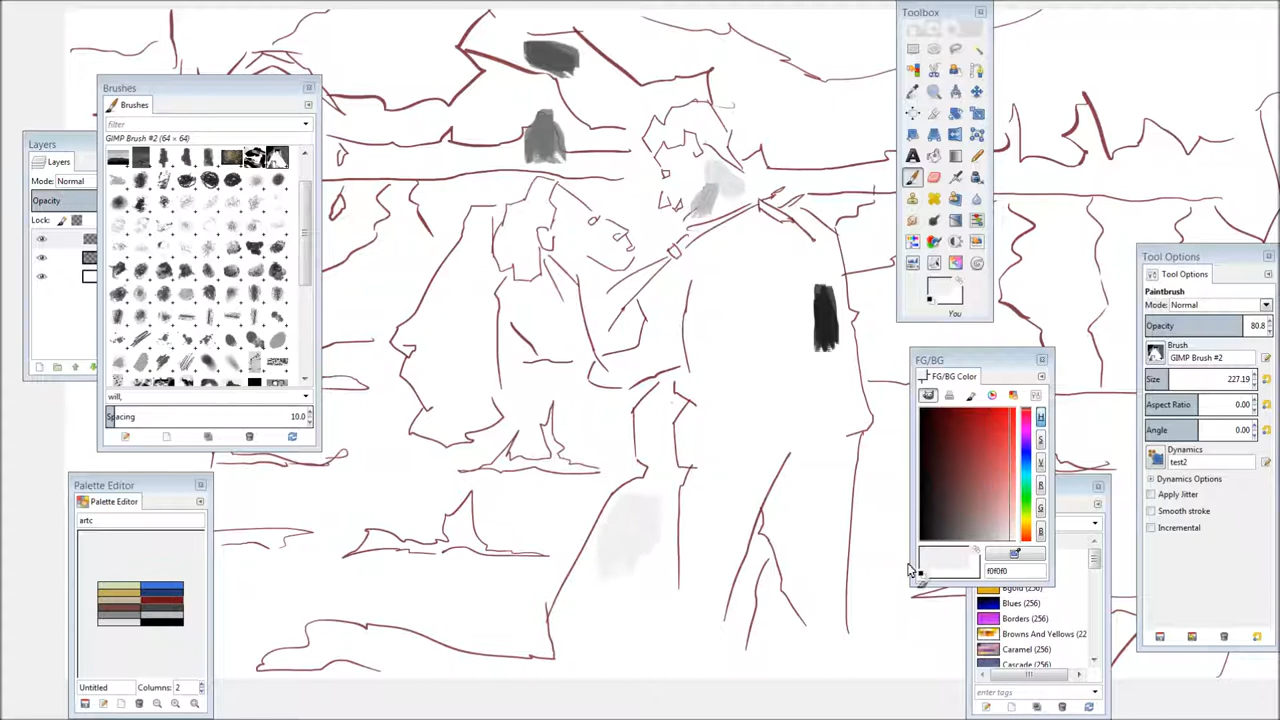 Toolbox
You
Brushes
Brushes
filter
GIMP Brush #2 (64 × 64)
will,
Spacing 10.0
Layers
Layers
Mode: Normal
Opacity
Lock:
Palette Editor
Palette Editor
artc
Untitled Columns: 2
FG/BG
FG/BG Color
H
S
V
R
G
B
f0f0f0
Bgold (256)
Blues (256)
Borders (256)
Browns And Yellows (22
Caramel (256)
Cascade (256)
enter tags
Tool Options
Tool Options
Paintbrush
Mode: Normal
Opacity 80.8
Brush
GIMP Brush #2
Size 227.19
Aspect Ratio 0.00
Angle 0.00
Dynamics
test2
Dynamics Options
Apply Jitter
Smooth stroke
Incremental